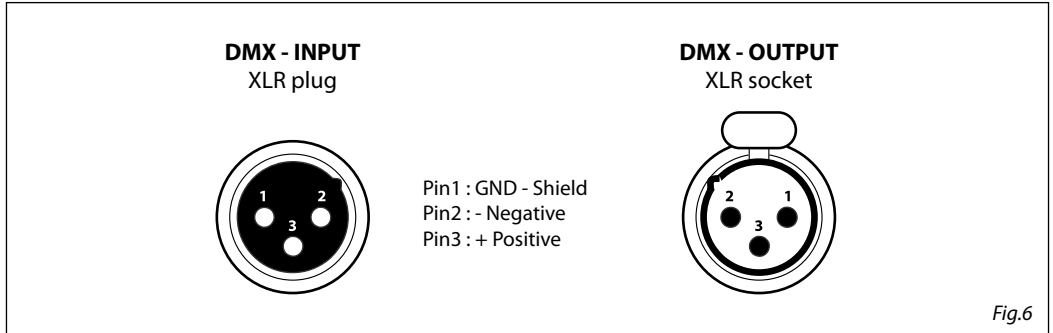 DMX - INPUT
XLR plug
1 2
3
Pin1 : GND - Shield
Pin2 : - Negative
Pin3 : + Positive
DMX - OUTPUT
XLR socket
2 1
3
Fig.6